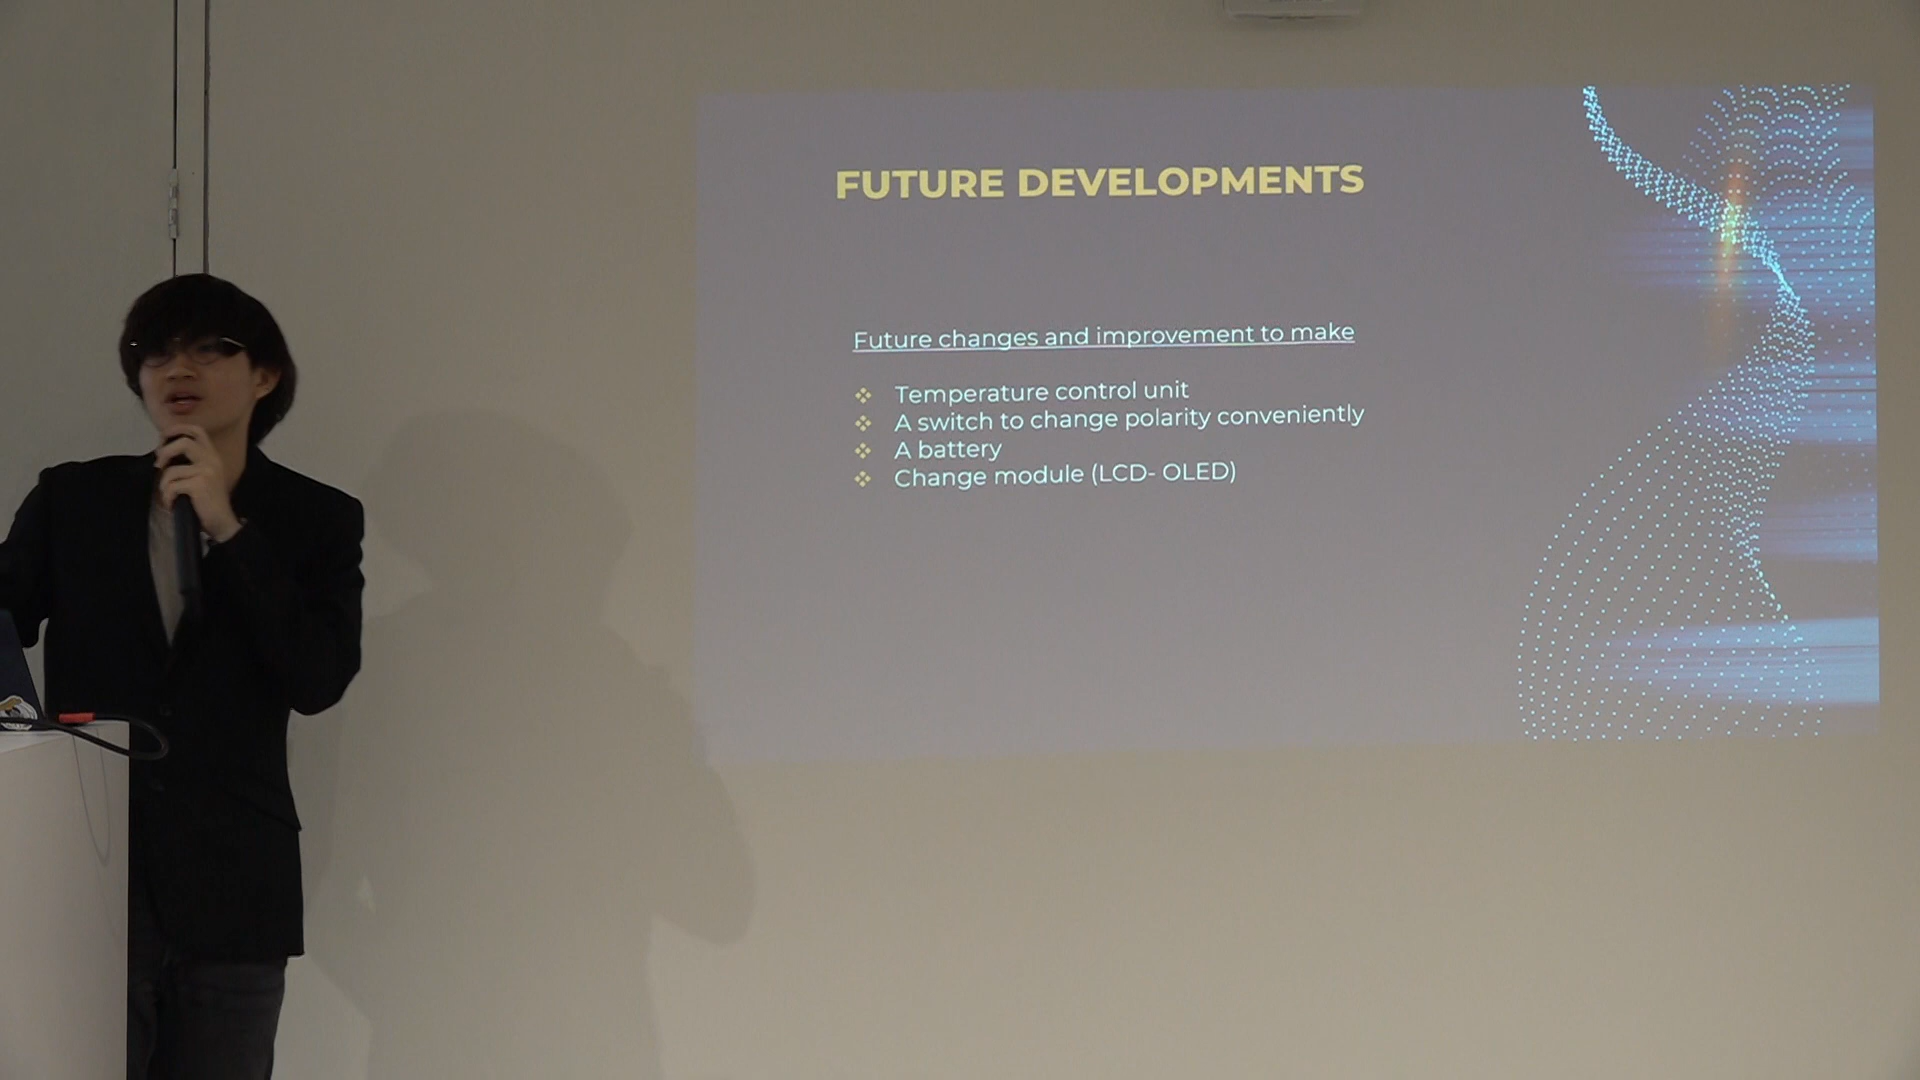 FUTURE DEVELOPMENTS
Future changes and improvement to make
Temperature control unit
A switch to change polarity conveniently
A battery
Change module (LCD- OLED)